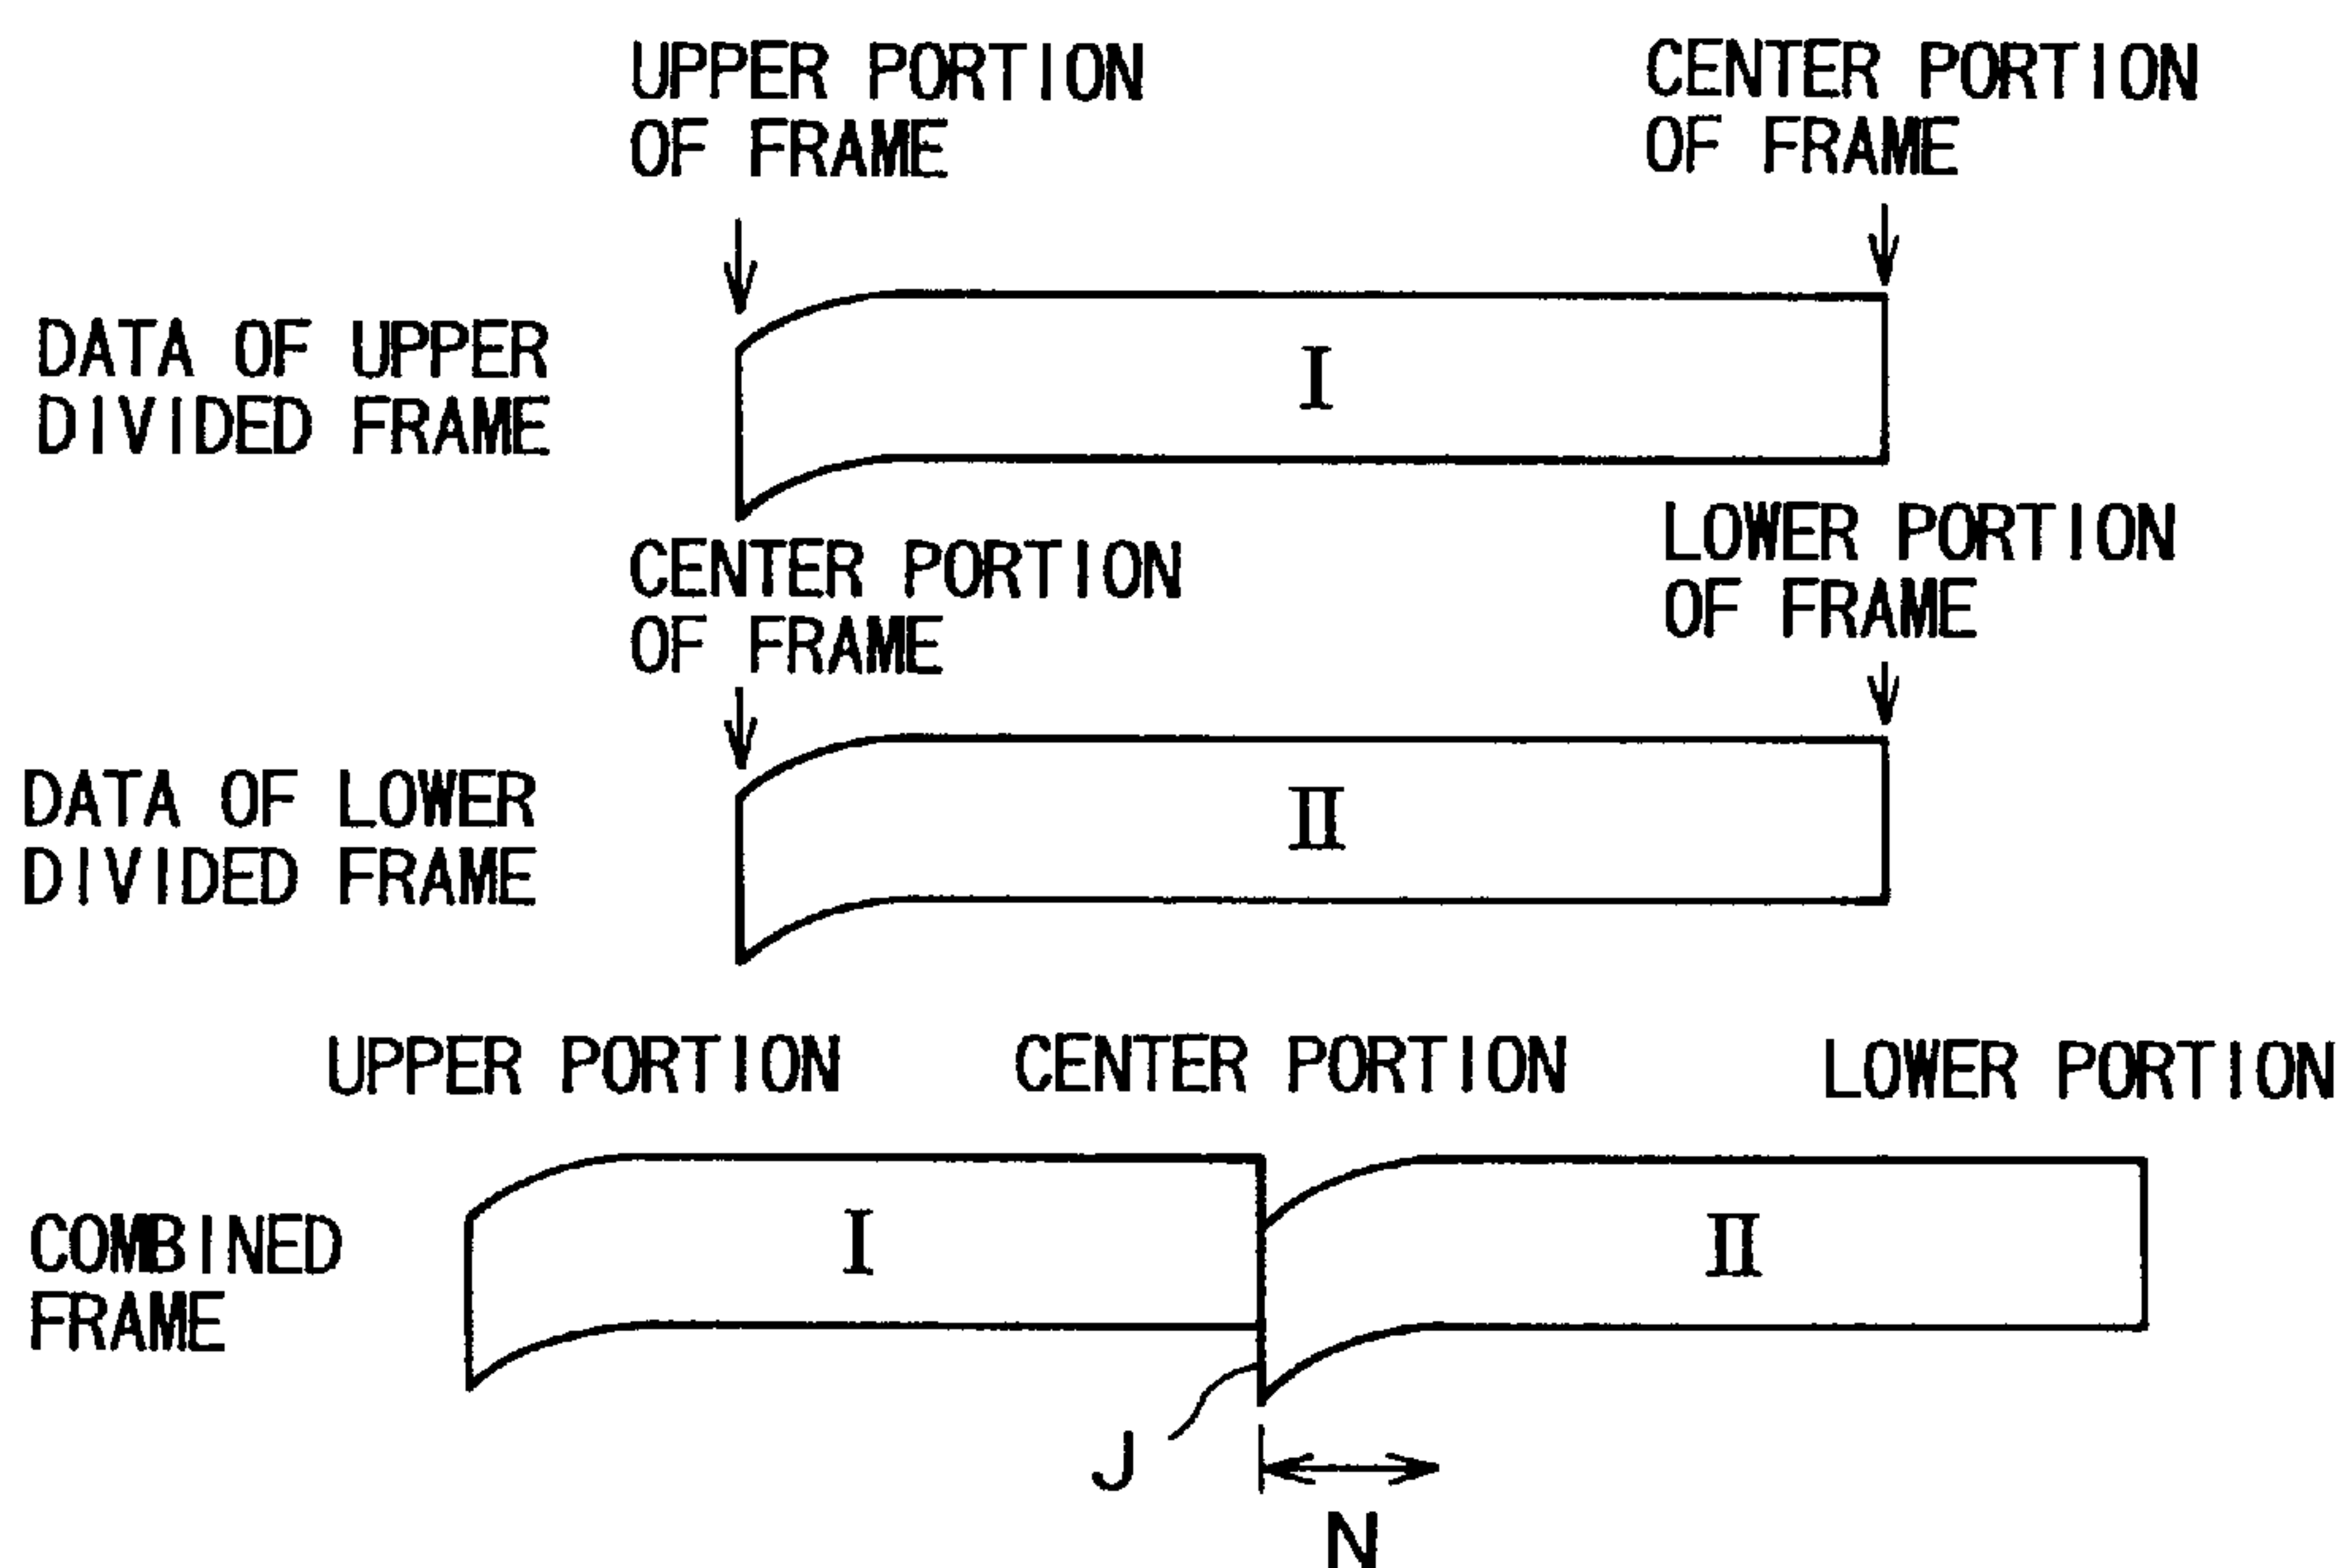 UPPER PORTION
OF FRAME
CENTER PORTION
OF FRAME
DATA OF UPPER
DIVIDED FRAME
I
CENTER PORTION
OF FRAME
LOWER PORTION
OF FRAME
DATA OF LOWER
DIVIDED FRAME
II
UPPER PORTION
CENTER PORTION
LOWER PORTION
COMBINED
FRAME
I
II
J
N